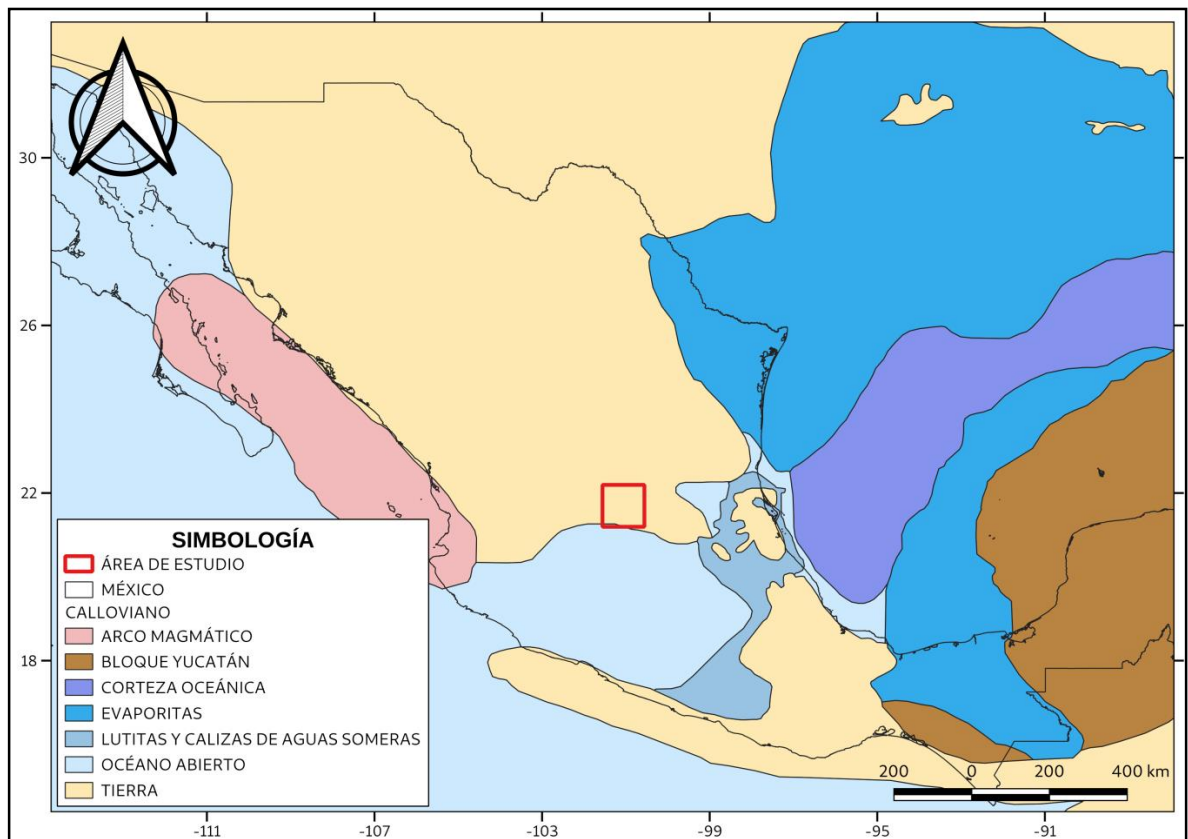 30
26
22
18
SIMBOLOGÍA
ÁREA DE ESTUDIO
MÉXICO
CALLOVIANO
ARCO MAGMÁTICO
BLOQUE YUCATÁN
CORTEZA OCEÁNICA
EVAPORITAS
LUTITAS Y CALIZAS DE AGUAS SOMERAS
OCÉANO ABIERTO
TIERRA
200 0 200 400 km
-111 -107 -103 -99 -95 -91